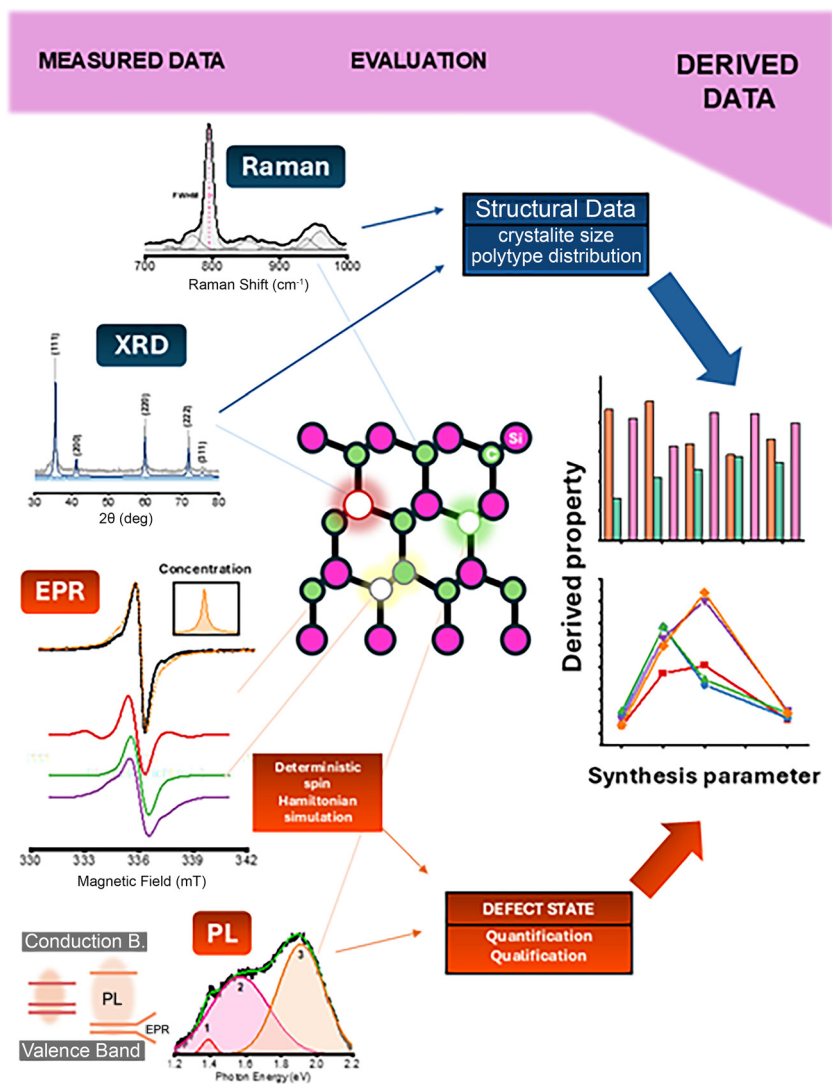 MEASURED DATA
EVALUATION
DERIVED
DATA
Raman
FWHM
700 800 900 1000
Raman Shift (cm⁻¹)
Structural Data
crystalite size
polytype distribution
XRD
(111)
(200)
(220)
(222)
(311)
30 40 50 60 70 80
2θ (deg)
Si
C
EPR
Concentration
330 333 336 339 342
Magnetic Field (mT)
Deterministic
spin
Hamiltonian
simulation
Derived property
Synthesis parameter
DEFECT STATE
Quantification
Qualification
PL
Conduction B.
PL
EPR
Valence Band
1
2
3
1.2 1.4 1.6 1.8 2.0 2.2
Photon Energy (eV)